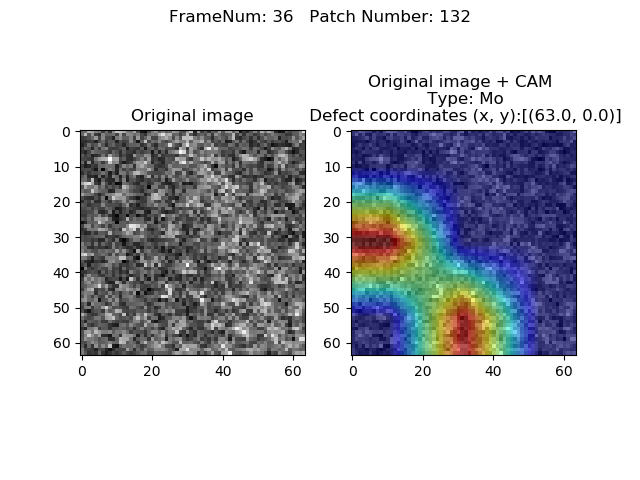 FrameNum: 36   Patch Number: 132
Original image
0
10
20
30
40
50
60
0 20 40 60
Original image + CAM
Type: Mo
Defect coordinates (x, y):[(63.0, 0.0)]
0
10
20
30
40
50
60
0 20 40 60